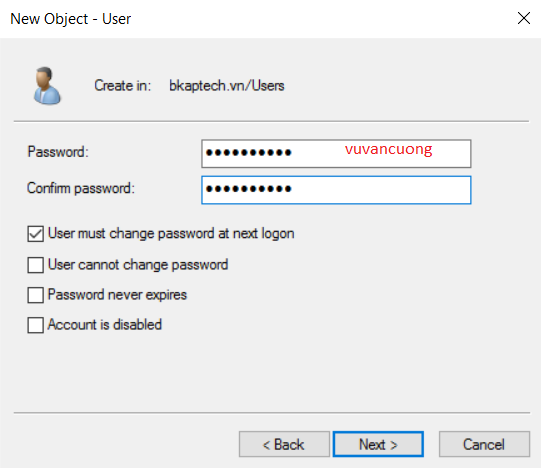 New Object - User
Create in: bkaptech.vn/Users
Password: ●●●●●●●●●● vuvancuong
Confirm password: ●●●●●●●●●●
User must change password at next logon
User cannot change password
Password never expires
Account is disabled
< Back Next > Cancel